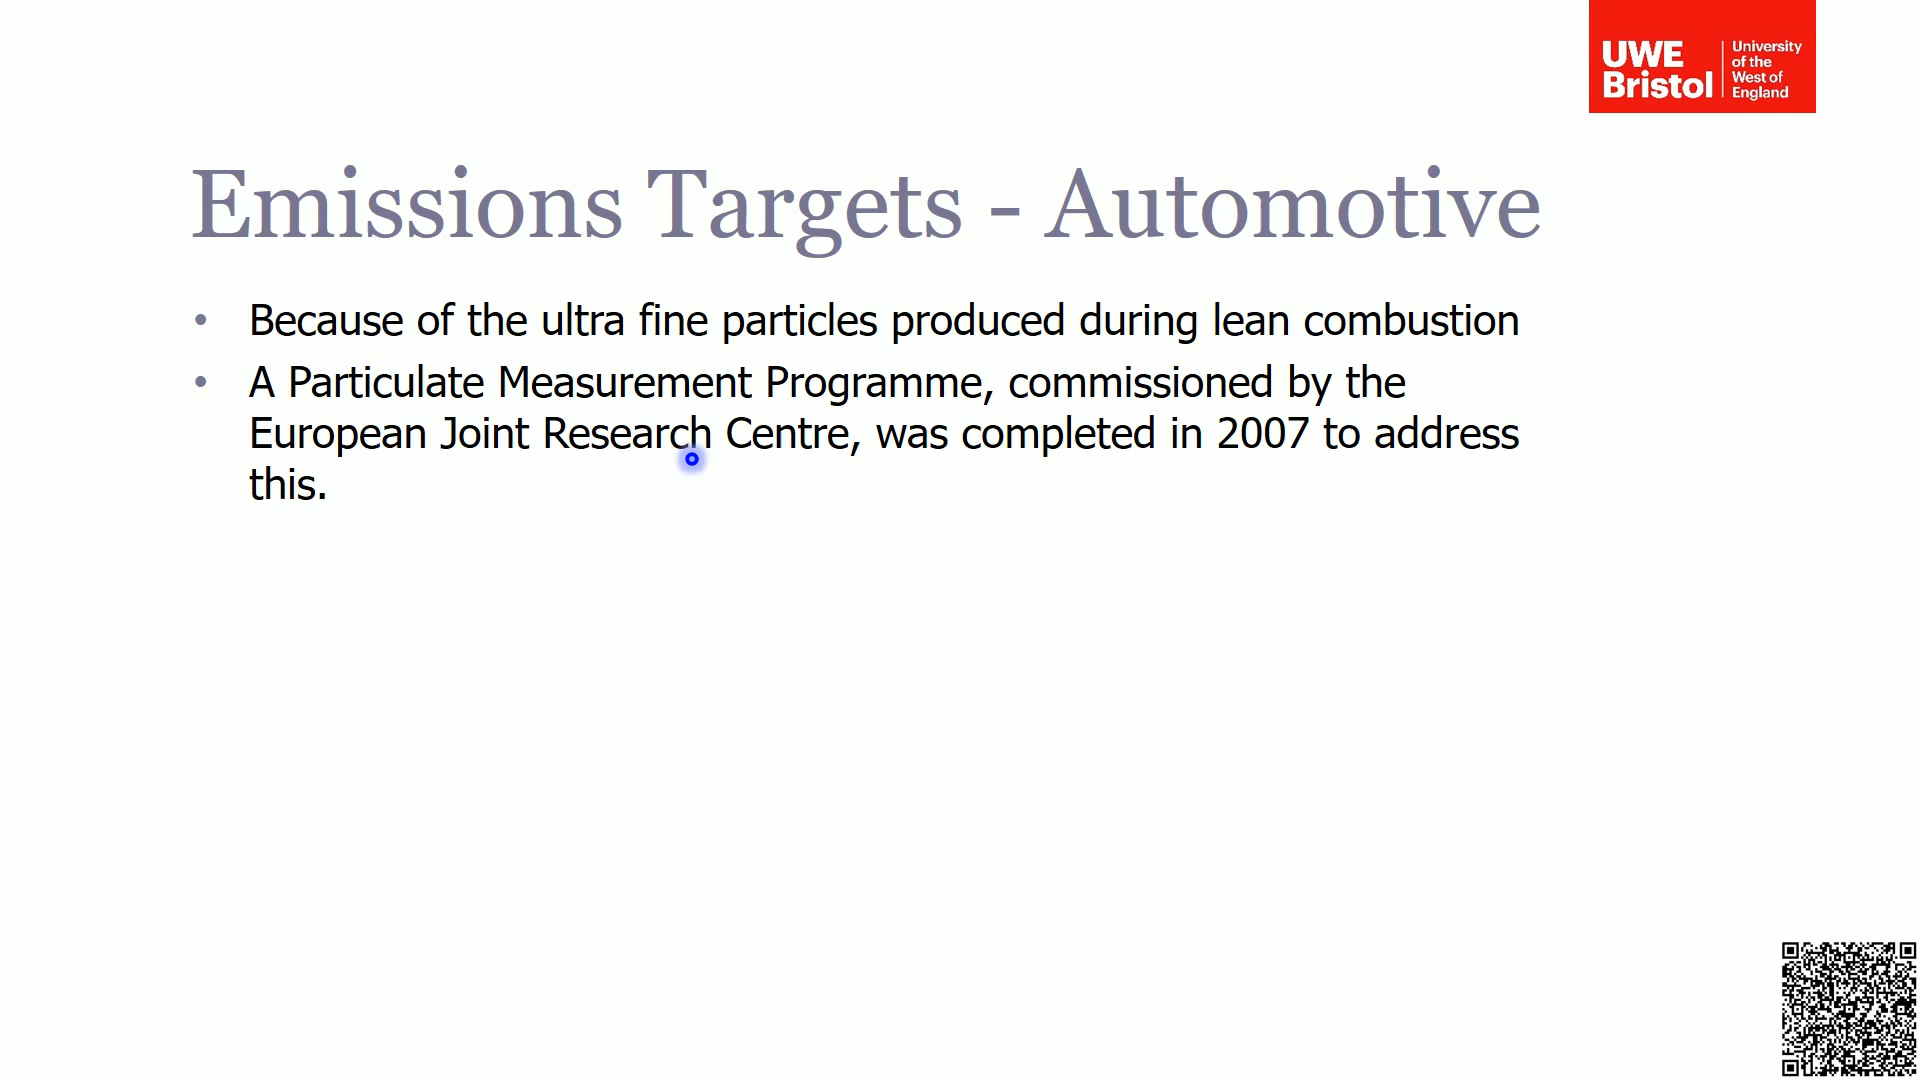 UWE
Bristol
University
of the
West of
England
Emissions Targets - Automotive
• Because of the ultra fine particles produced during lean combustion
• A Particulate Measurement Programme, commissioned by the
European Joint Research Centre, was completed in 2007 to address
this.